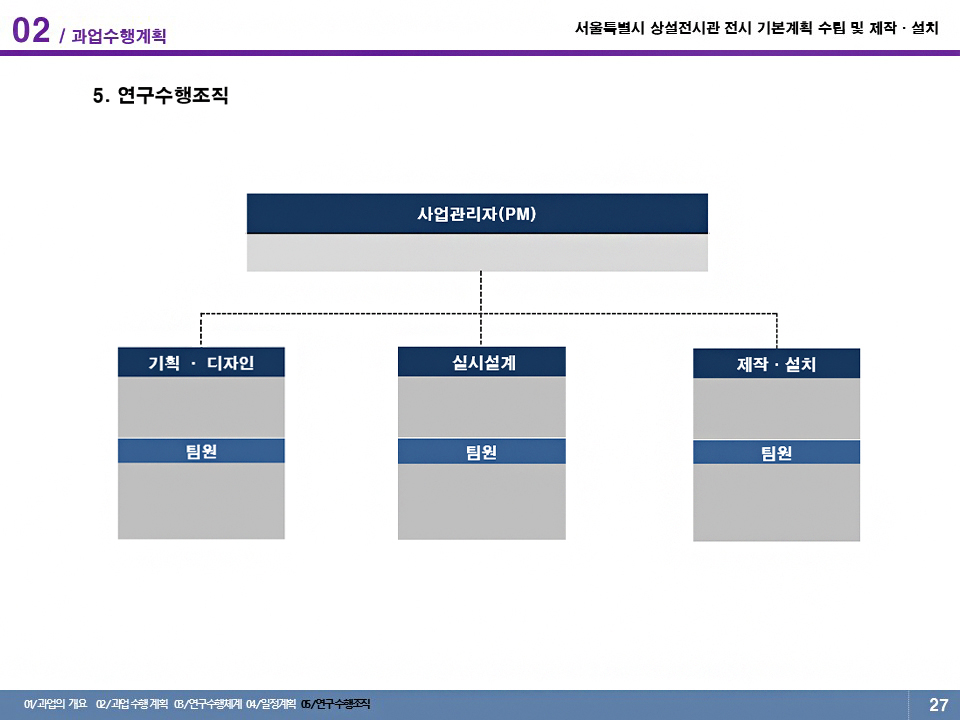 02 / 과업수행계획
서울특별시 상설전시관 전시 기본계획 수립 및 제작 · 설치
5. 연구수행조직
사업관리자(PM)
기획 · 디자인
실시설계
제작 · 설치
팀원
팀원
팀원
01/과업의 개요 02/과업 수행 계획 03/연구수행체계 04/일정계획 05/연구수행조직
27